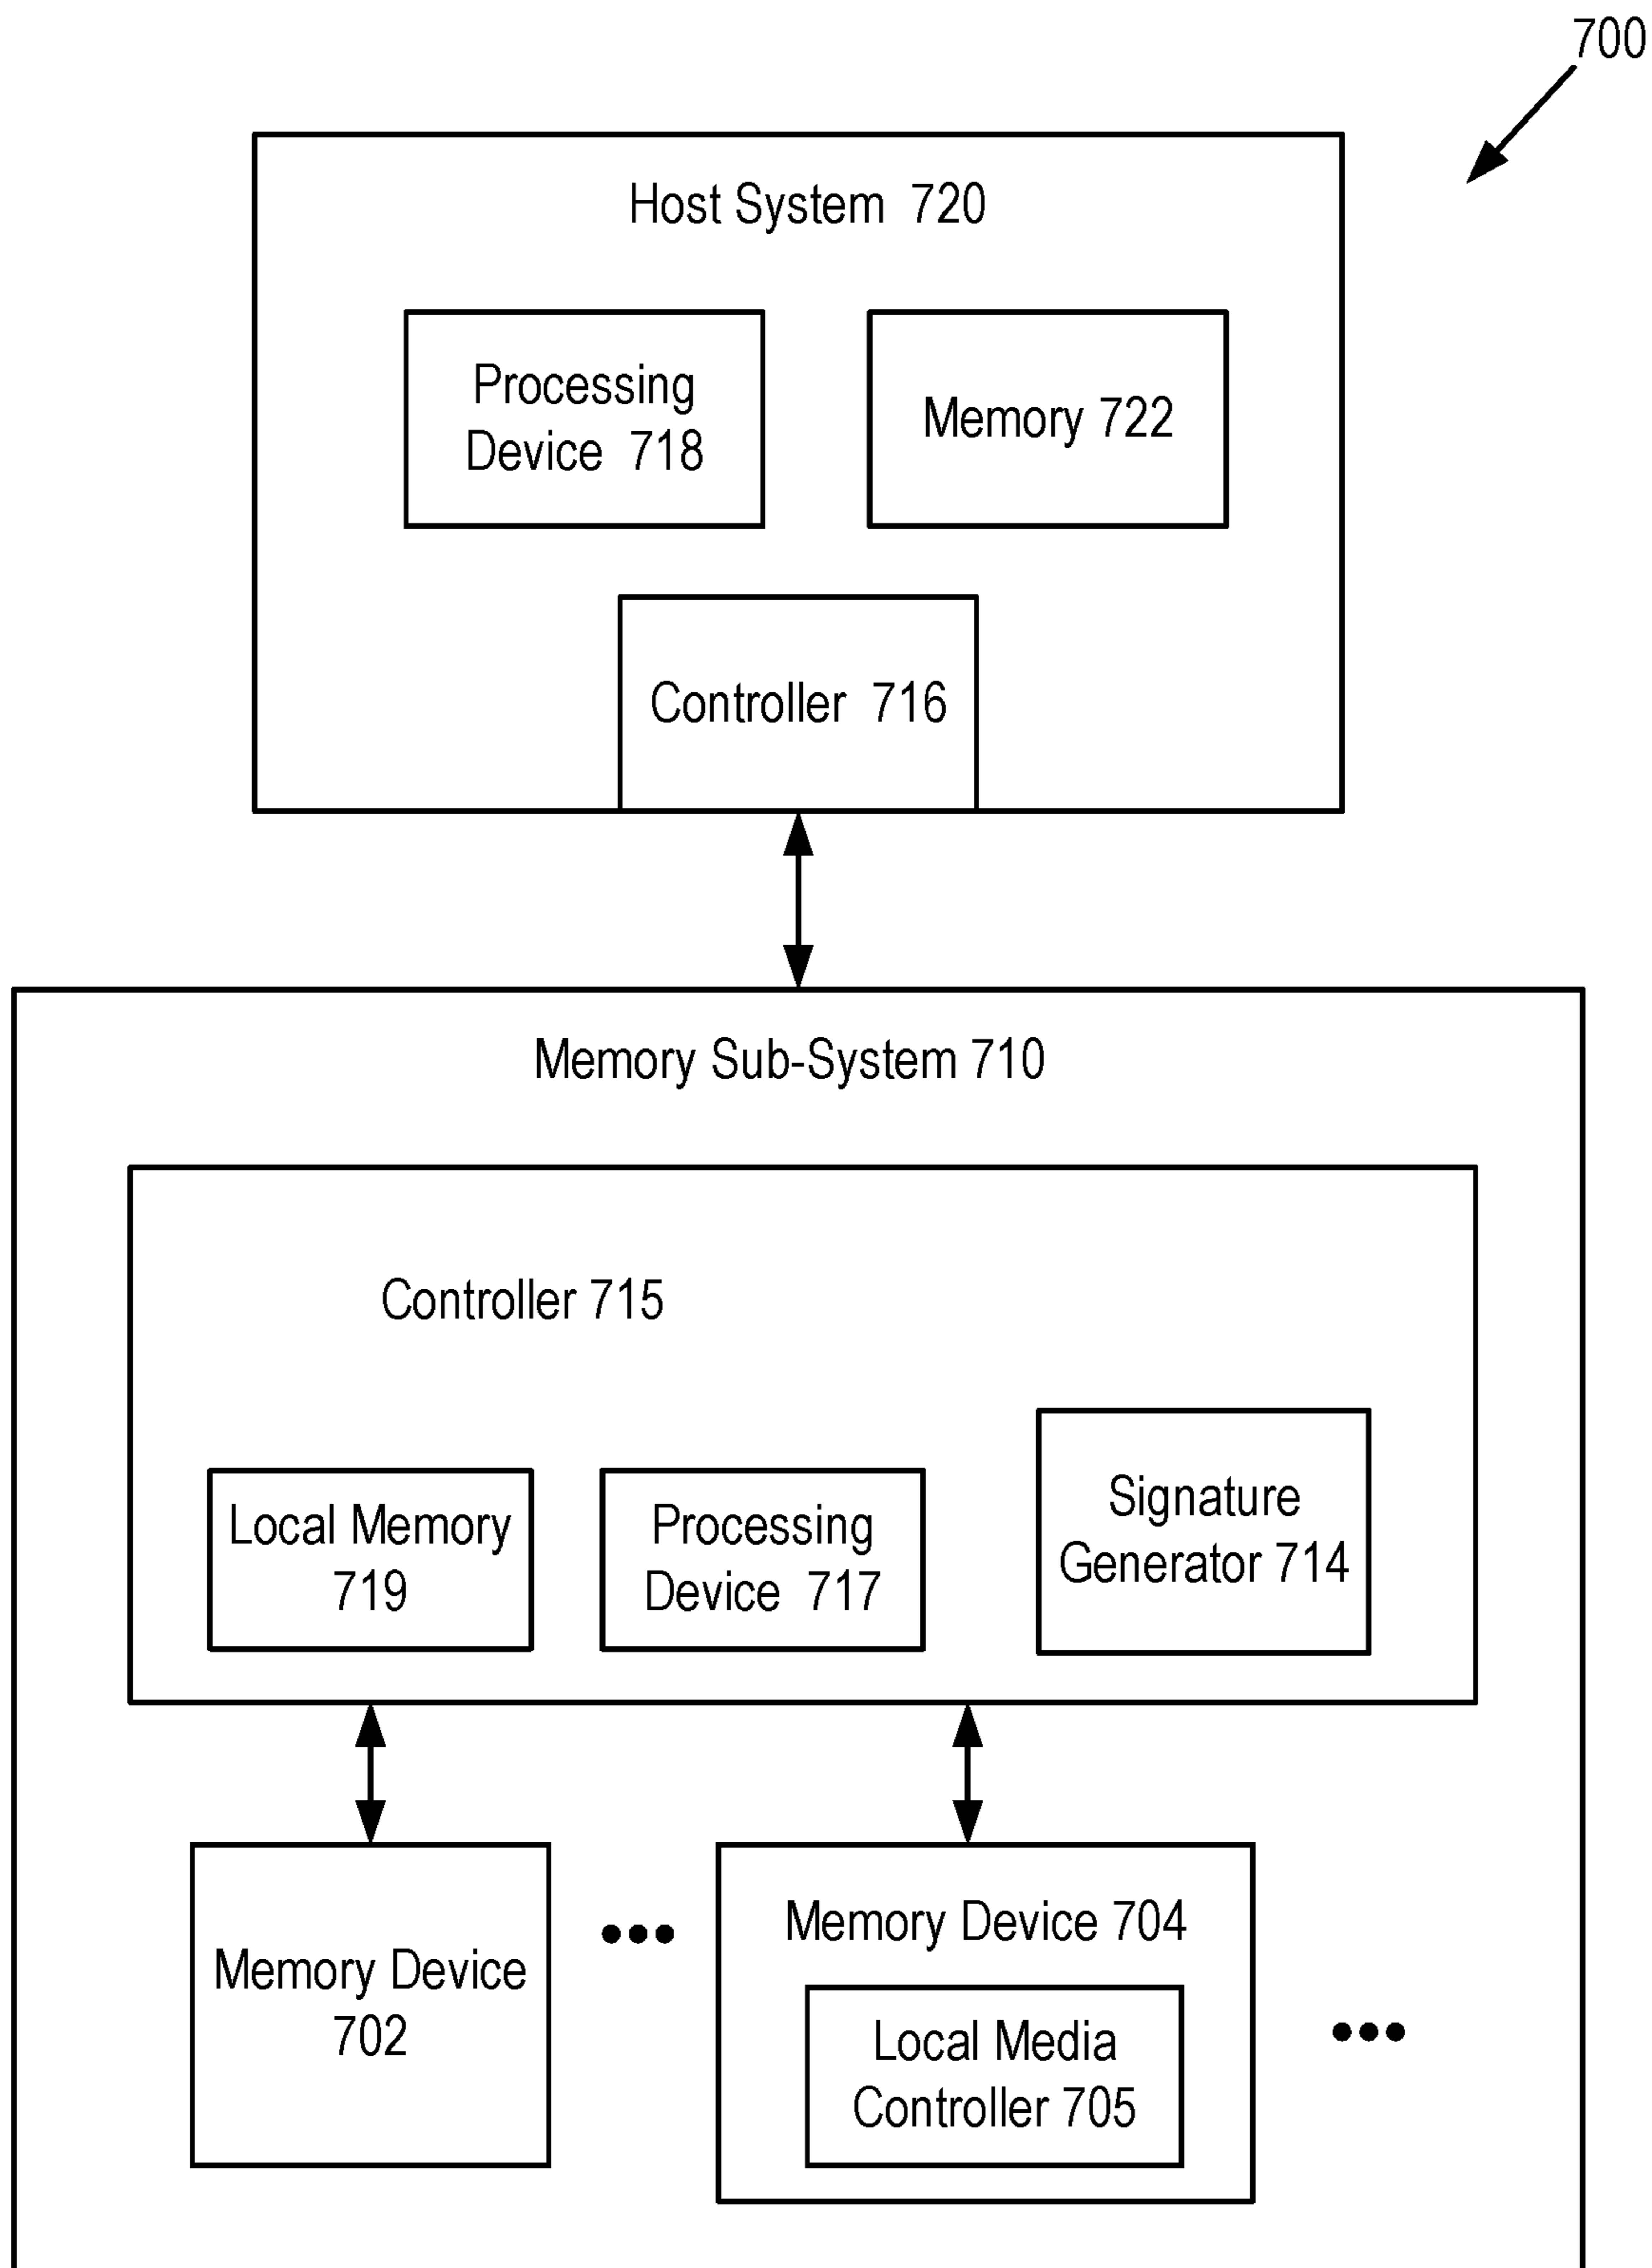 700
Host System 720
Processing
Device 718
Memory 722
Controller 716
Memory Sub-System 710
Controller 715
Local Memory
719
Processing
Device 717
Signature
Generator 714
Memory Device
702
Memory Device 704
Local Media
Controller 705